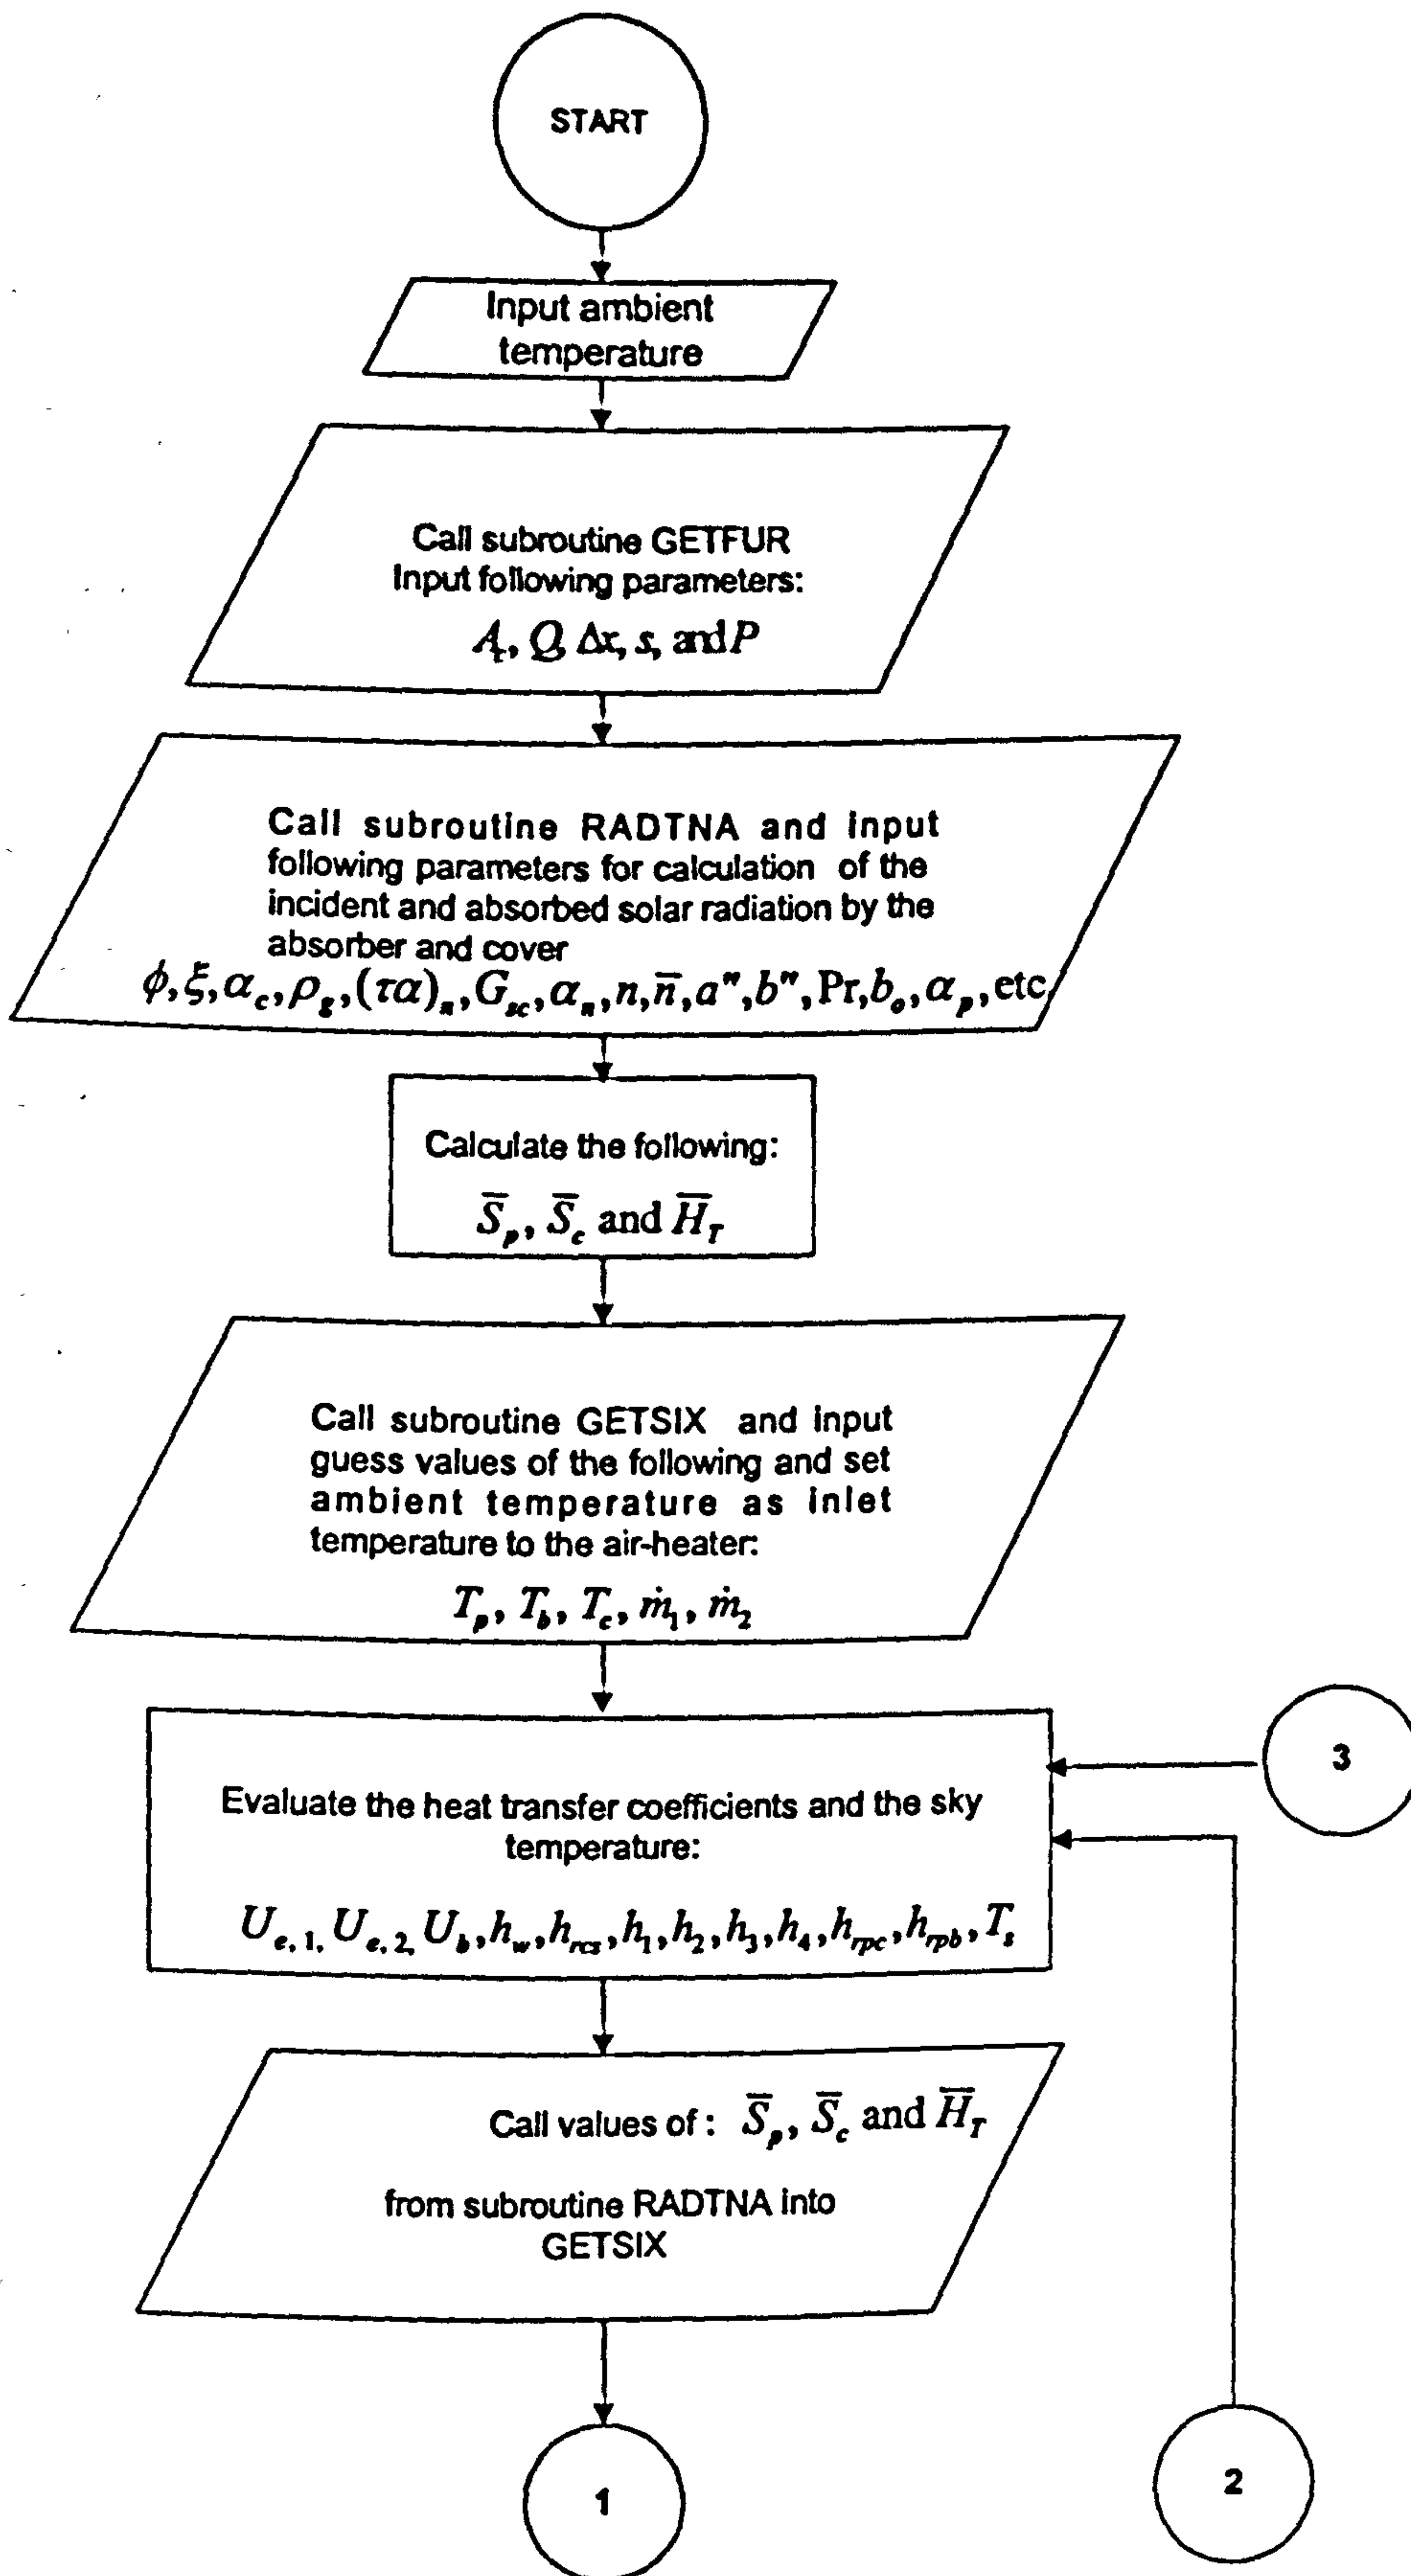 START
Input ambient
temperature
Call subroutine GETFUR
Input following parameters:
A_t, Q, Δx, s, and P
Call subroutine RADTNA and input
following parameters for calculation of the
incident and absorbed solar radiation by the
absorber and cover
ϕ, ξ, α_c, ρ_g, (τα)_n, G_sc, α_n, n, n̄, a", b", Pr, b_o, α_p, etc
Calculate the following:
S̄_p, S̄_c and H̄_T
Call subroutine GETSIX and input
guess values of the following and set
ambient temperature as inlet
temperature to the air-heater:
T_p, T_b, T_c, ṁ_1, ṁ_2
3
Evaluate the heat transfer coefficients and the sky
temperature:
U_e,1, U_e,2, U_b, h_w, h_rcs, h_1, h_2, h_3, h_4, h_rpc, h_rpb, T_s
Call values of : S̄_p, S̄_c and H̄_T
from subroutine RADTNA into
GETSIX
1
2